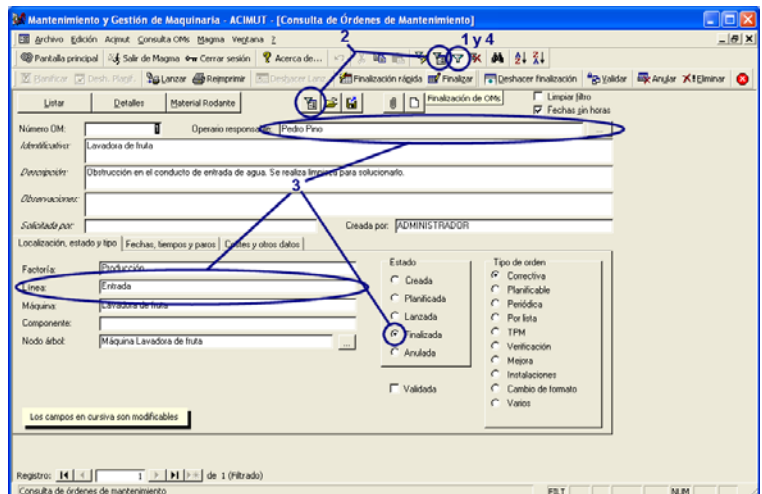 Mantenimiento y Gestión de Maquinaria - ACIMUT - [Consulta de Órdenes de Mantenimiento]
Archivo Edición Acimut Consulta OMs Magma Ventana ?
2 1 y 4
Pantalla principal Salir de Magma Cerrar sesión Acerca de...
Planificar Desh. Planif. Lanzar Reimprimir Deshacer Lanz Finalización rápida Finalizar Deshacer finalización Validar Anular Eliminar
Listar Detalles Material Rodante Finalización de OMs Limpiar filtro
Fechas sin horas
Número OM: Operario responsable: Pedro Pino ...
Identificativo: Lavadora de fruta
Descripción: Obstrucción en el conducto de entrada de agua. Se realiza limpieza para solucionarlo.
3
Observaciones:
Solicitada por: Creada por: ADMINISTRADOR
Localización, estado y tipo Fechas, tiempos y paros Costes y otros datos
Estado Tipo de orden
Factoría: Producción Creada Correctiva
Línea: Entrada Planificada Planificable
Máquina: Lavadora de fruta Lanzada Periódica
Componente: Finalizada Por lista
Nodo árbol: Máquina Lavadora de fruta ... Anulada TPM
Verificación
Mejora
Validada Instalaciones
Cambio de formato
Varios
Los campos en cursiva son modificables
Registro: 1 de 1 (Filtrado)
Consulta de órdenes de mantenimiento FILT NUM